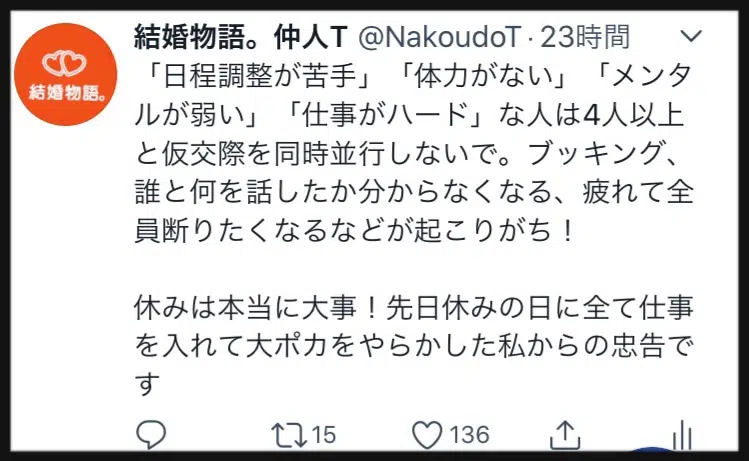 結婚物語。仲人T @NakoudoT · 23時間
結婚物語。
「日程調整が苦手」「体力がない」「メンタ
ルが弱い」「仕事がハード」な人は4人以上
と仮交際を同時並行しないで。ブッキング、
誰と何を話したか分からなくなる、疲れて全
員断りたくなるなどが起こりがち！
休みは本当に大事！先日休みの日に全て仕事
を入れて大ポカをやらかした私からの忠告で
す
15 136